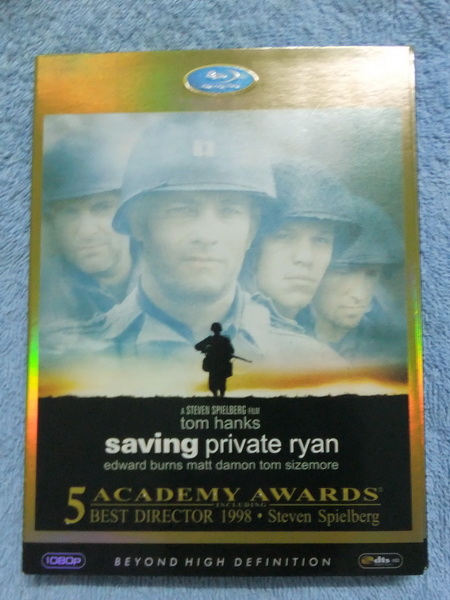 A STEVEN SPIELBERG FILM
tom hanks
saving private ryan
edward burns matt damon tom sizemore
5 ACADEMY AWARDS®
INCLUDING
BEST DIRECTOR 1998 • Steven Spielberg
1080P BEYOND HIGH DEFINITION dts HD